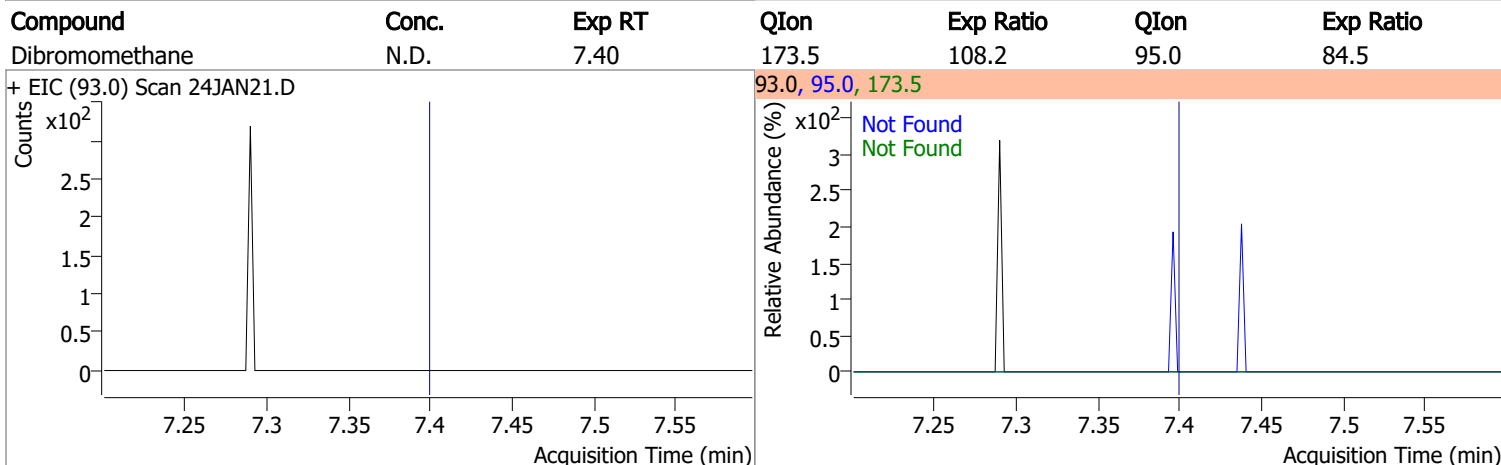 Compound Conc. Exp RT QIon Exp Ratio QIon Exp Ratio
Dibromomethane N.D. 7.40 173.5 108.2 95.0 84.5
+ EIC (93.0) Scan 24JAN21.D
Counts
x10²
2.5
2
1.5
1
0.5
0
7.25 7.3 7.35 7.4 7.45 7.5 7.55
Acquisition Time (min)
93.0, 95.0, 173.5
Relative Abundance (%)
x10²
Not Found
Not Found
3
2.5
2
1.5
1
0.5
0
7.25 7.3 7.35 7.4 7.45 7.5 7.55
Acquisition Time (min)